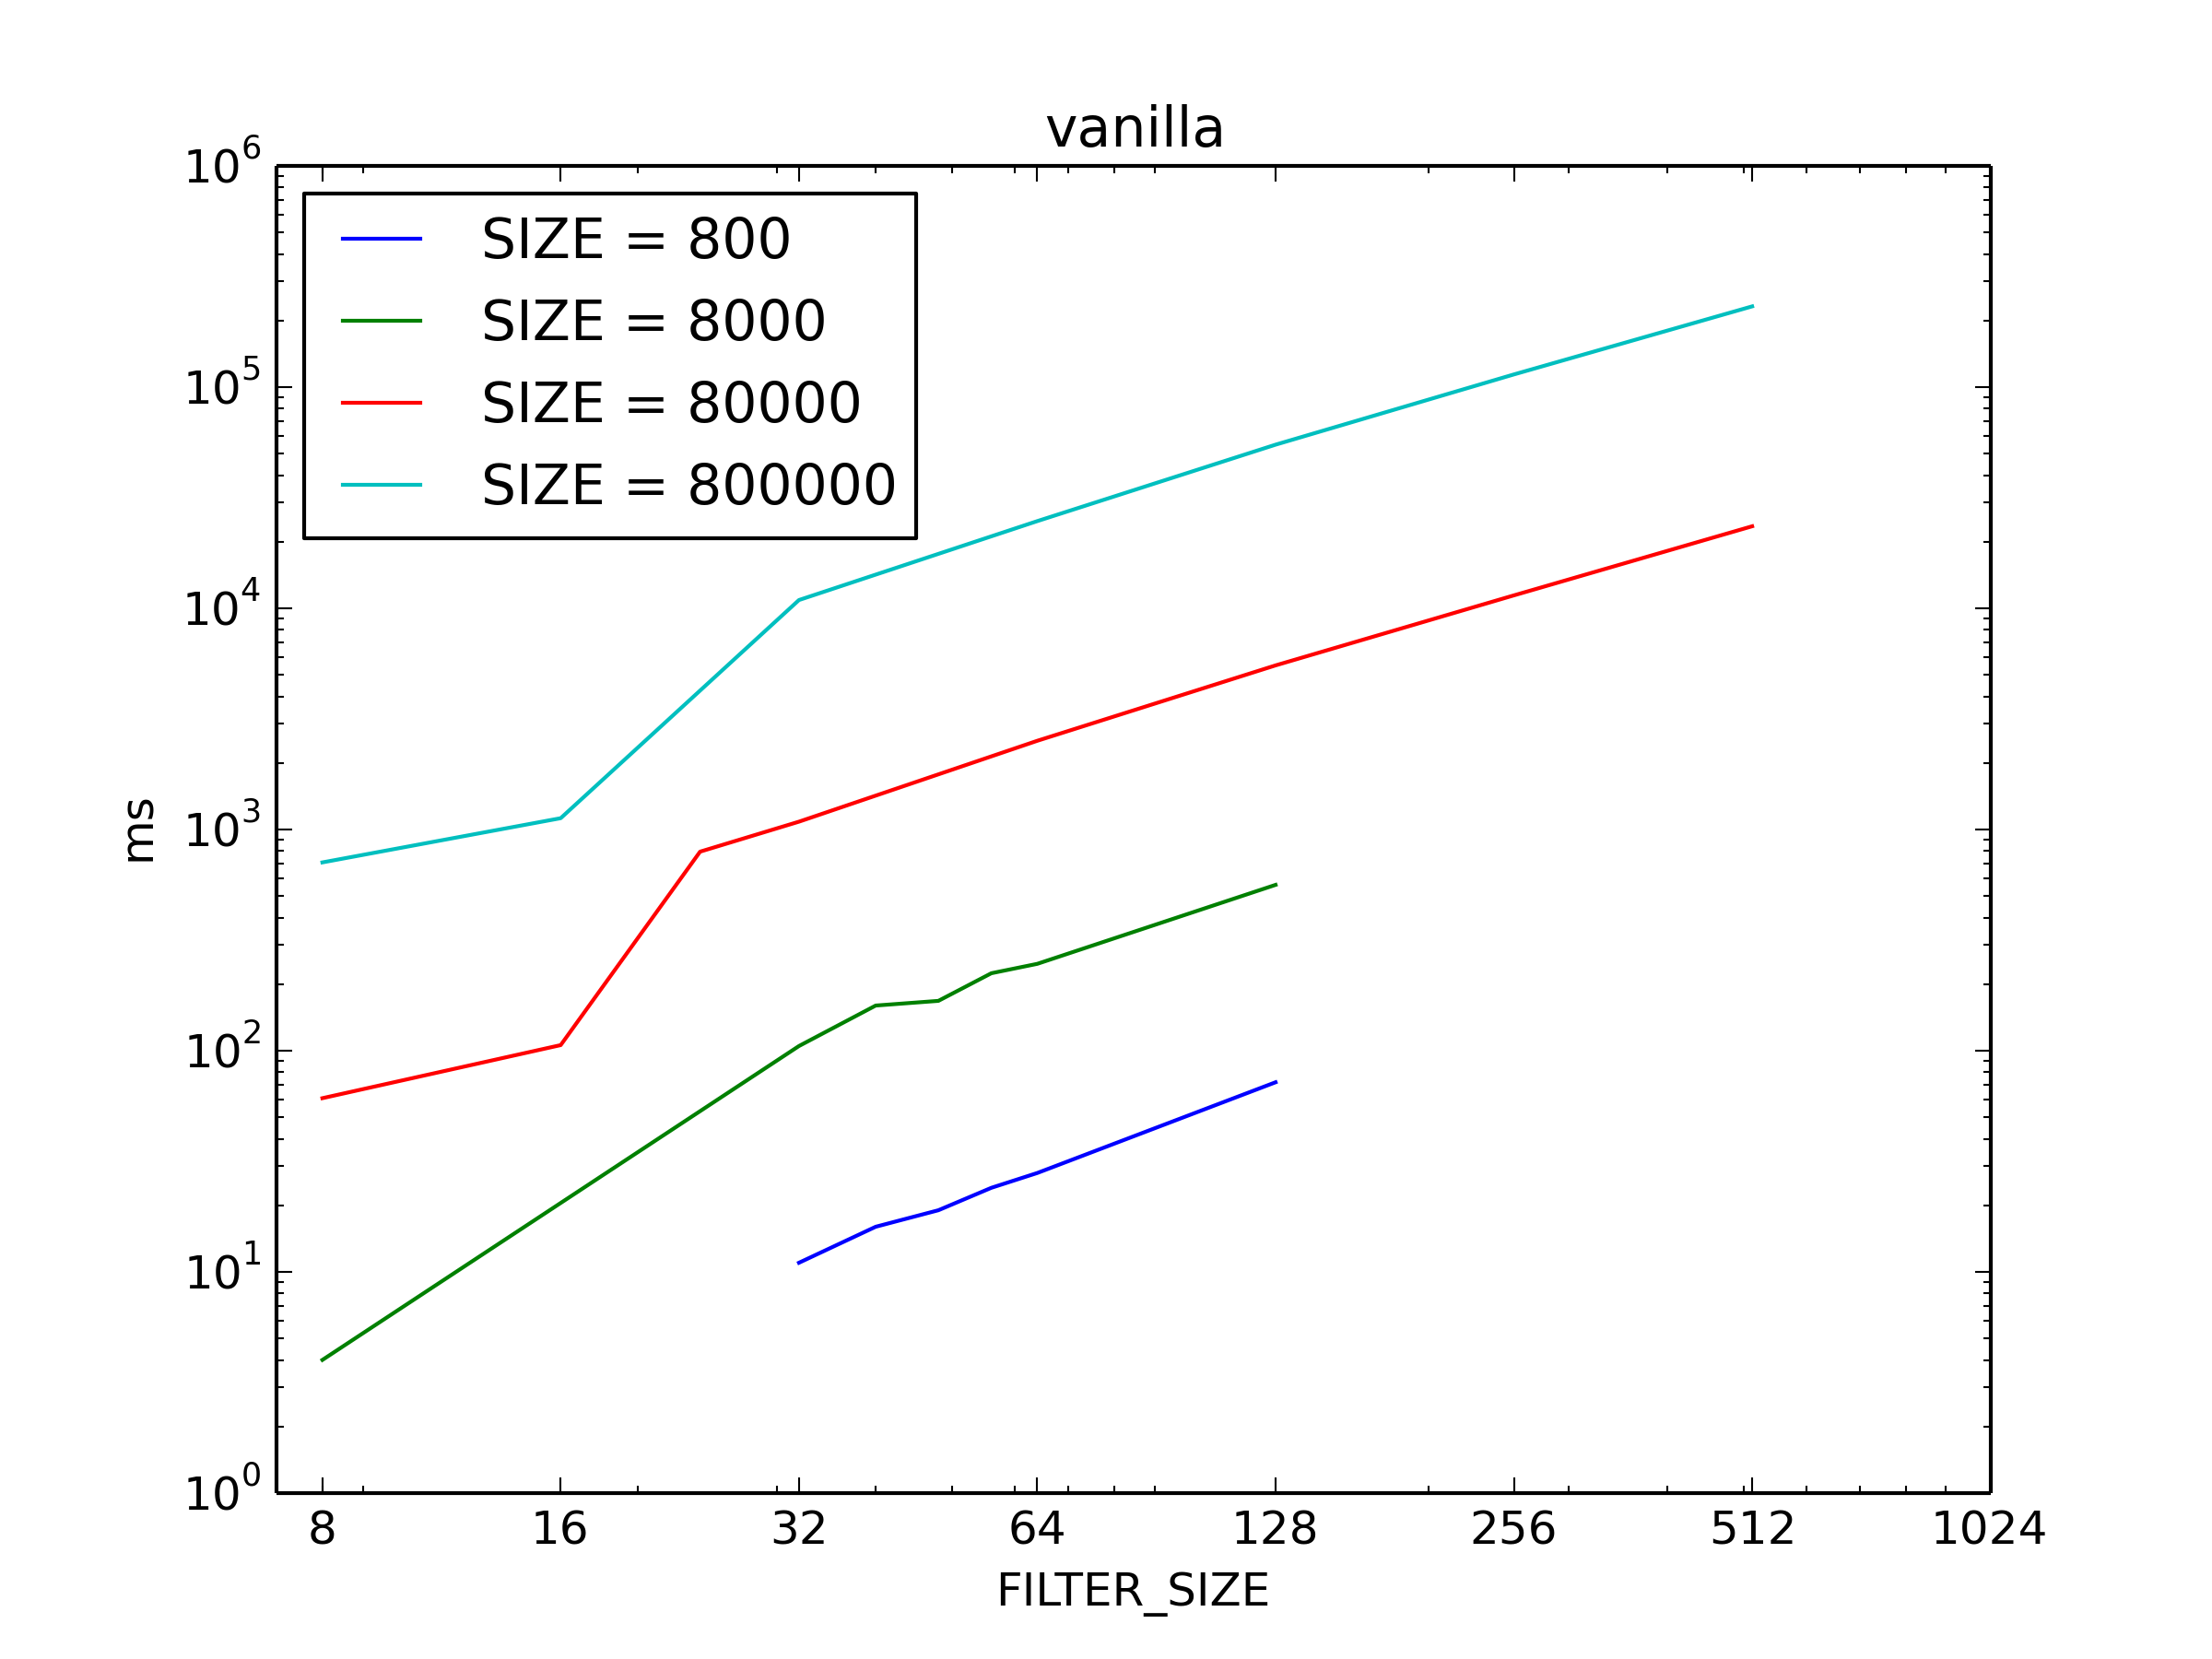 vanilla
10^6
10^5
10^4
10^3
10^2
10^1
10^0
ms
SIZE = 800
SIZE = 8000
SIZE = 80000
SIZE = 800000
8 16 32 64 128 256 512 1024
FILTER_SIZE